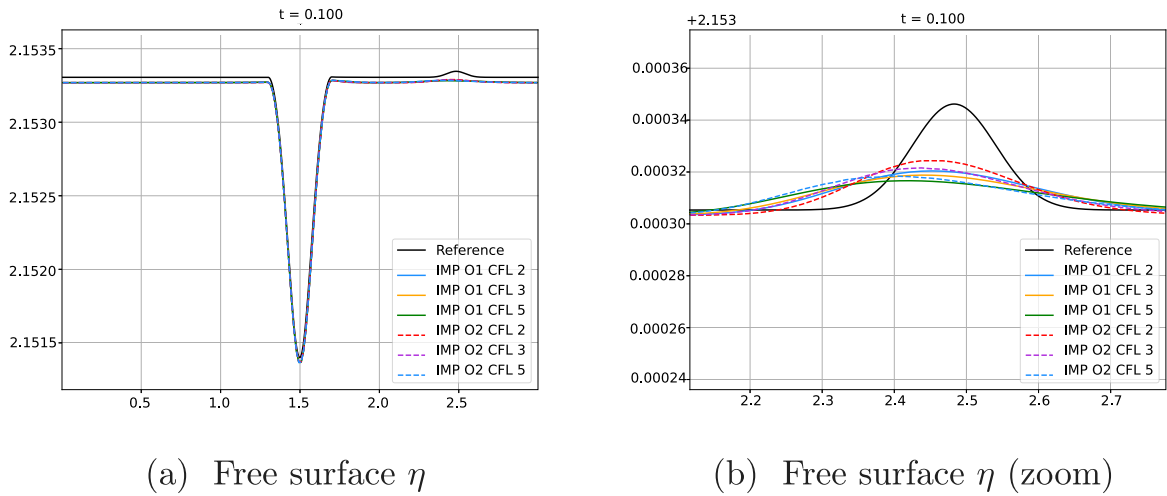 t = 0.100
2.1535
2.1530
2.1525
2.1520
2.1515
0.5 1.0 1.5 2.0 2.5
Reference
IMP O1 CFL 2
IMP O1 CFL 3
IMP O1 CFL 5
IMP O2 CFL 2
IMP O2 CFL 3
IMP O2 CFL 5
(a) Free surface η
+2.153
t = 0.100
0.00036
0.00034
0.00032
0.00030
0.00028
0.00026
0.00024
2.2 2.3 2.4 2.5 2.6 2.7
Reference
IMP O1 CFL 2
IMP O1 CFL 3
IMP O1 CFL 5
IMP O2 CFL 2
IMP O2 CFL 3
IMP O2 CFL 5
(b) Free surface η (zoom)